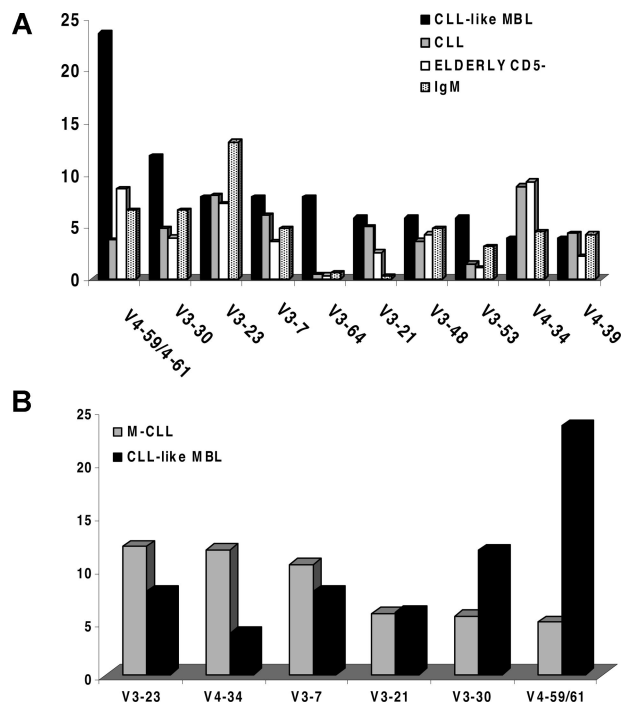 A
25
20
15
10
5
0
CLL-like MBL
CLL
ELDERLY CD5-
IgM
V4-59/4-61
V3-30
V3-23
V3-7
V3-64
V3-21
V3-48
V3-53
V4-34
V4-39
B
25
20
15
10
5
0
M-CLL
CLL-like MBL
V3-23
V4-34
V3-7
V3-21
V3-30
V4-59/61